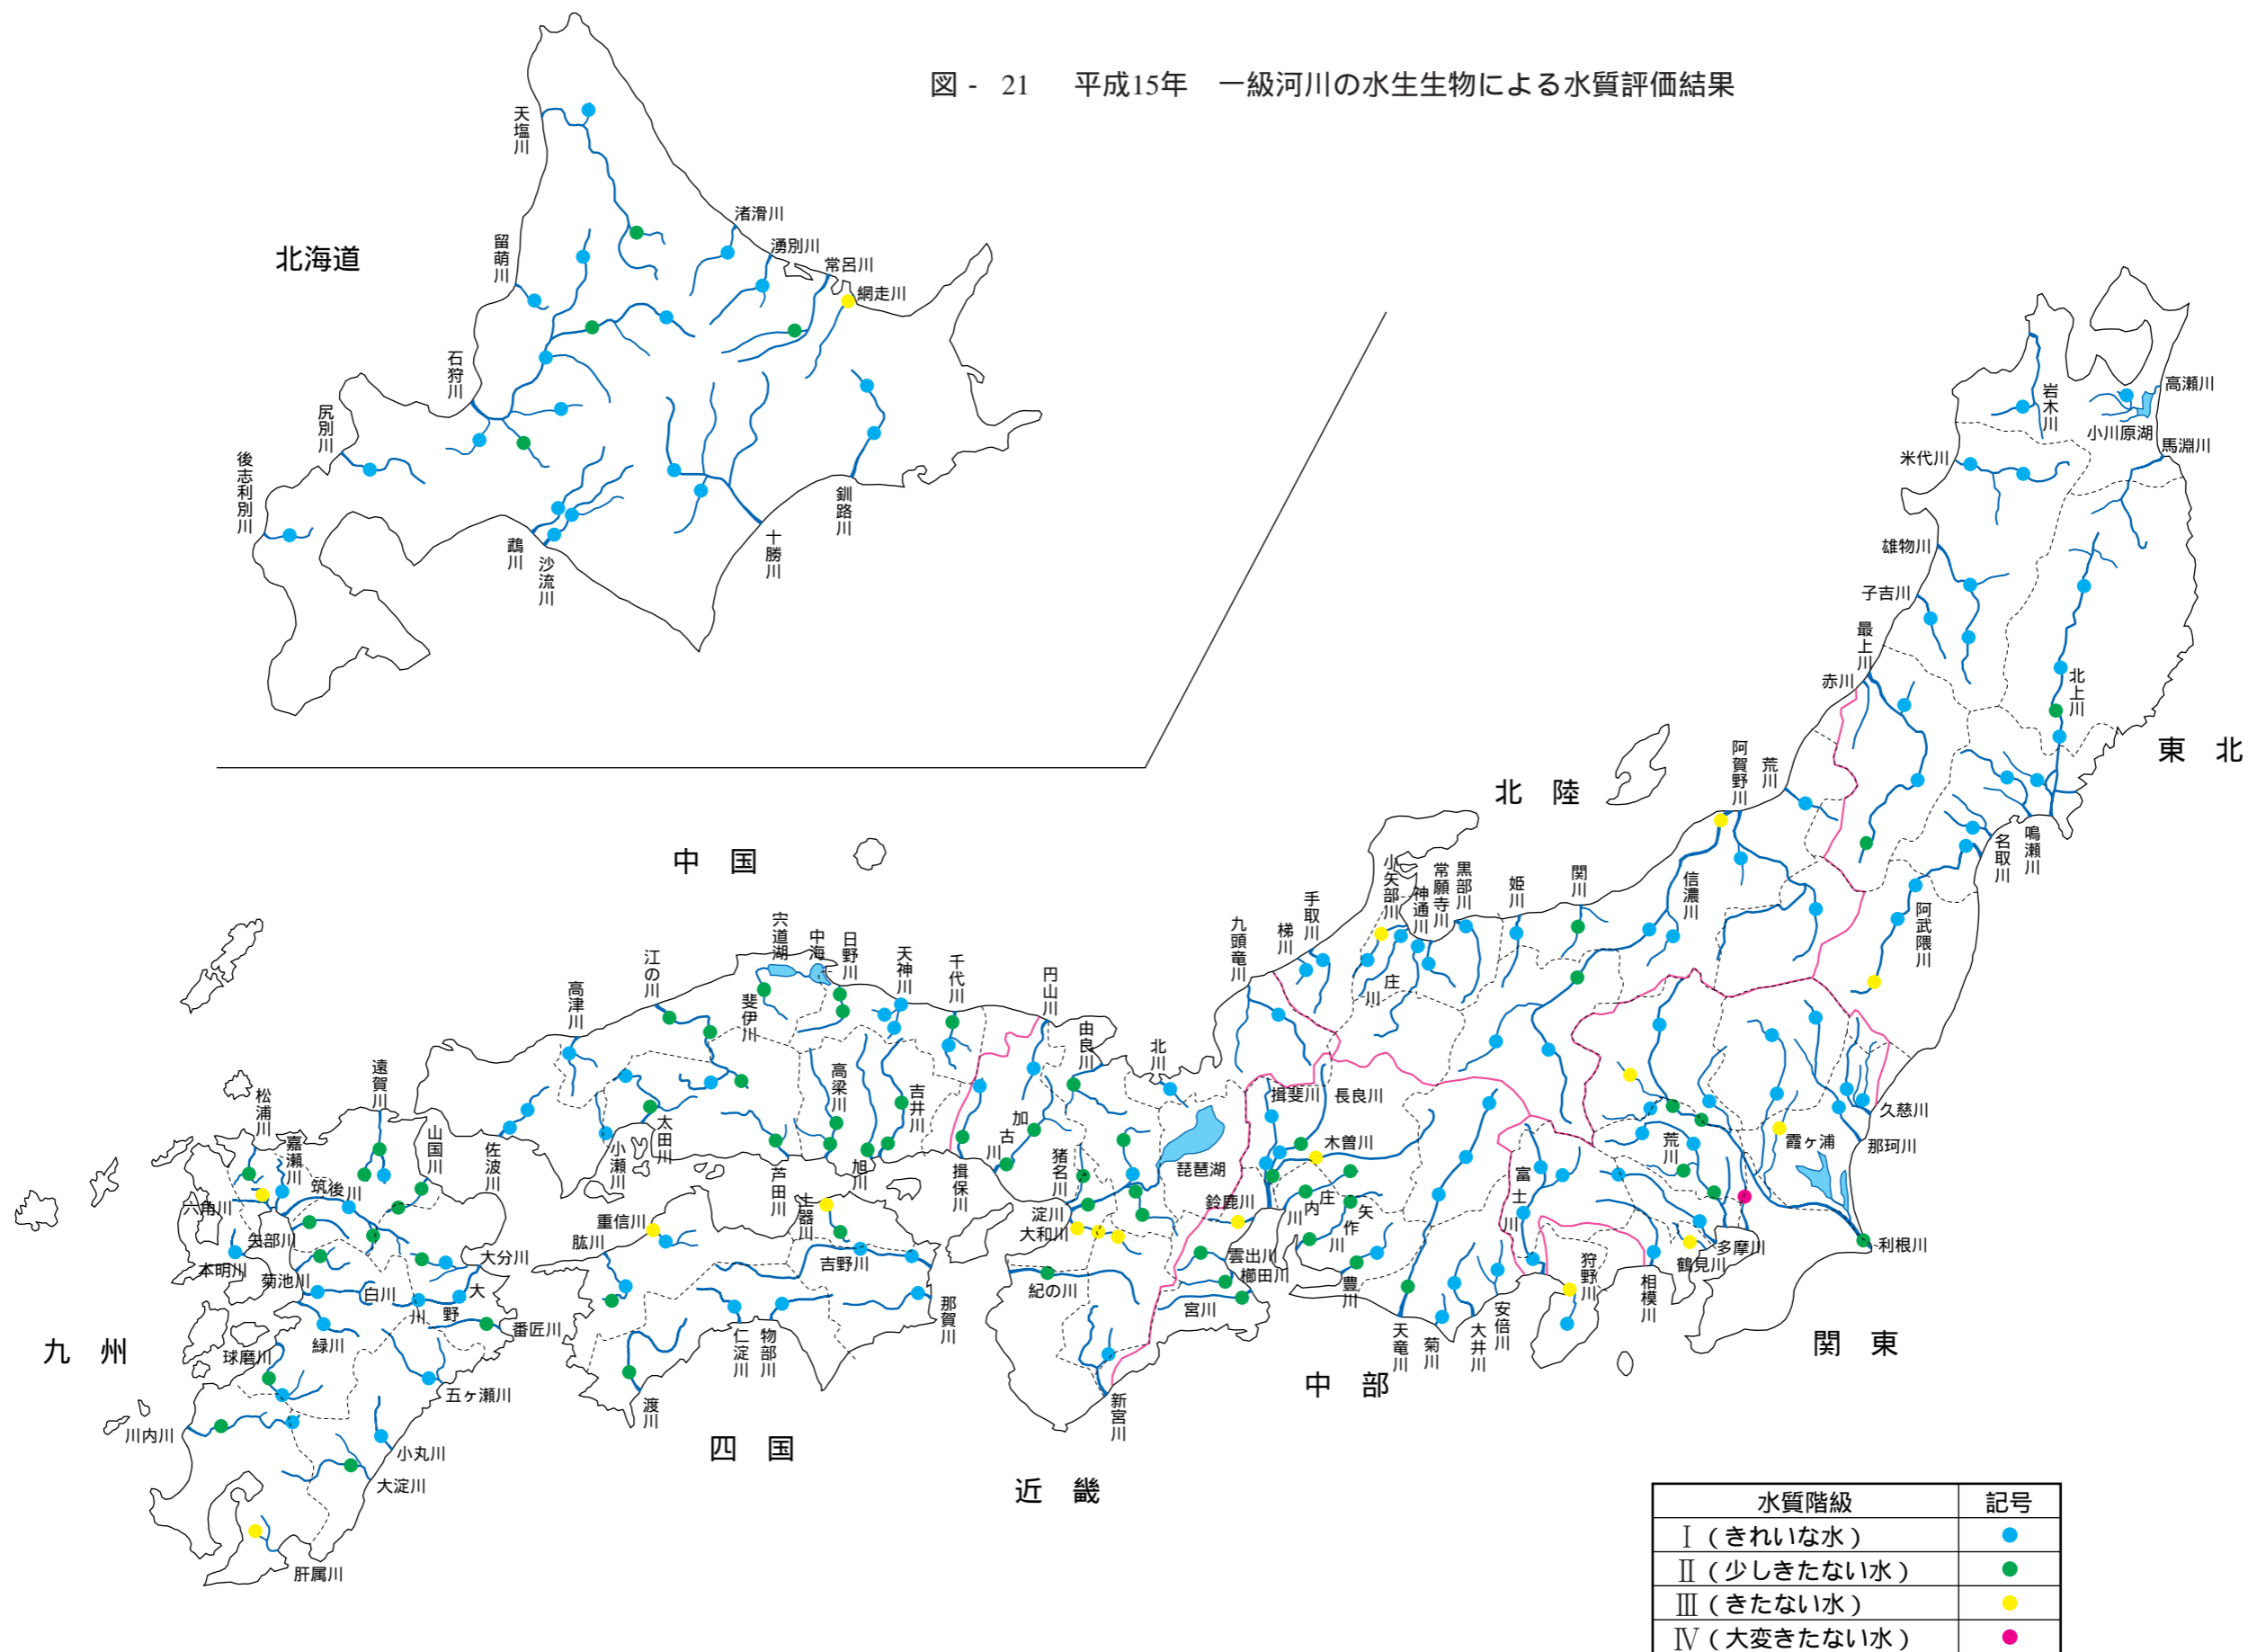 図 - 21 平成15年 一級河川の水生生物による水質評価結果
北海道
天塩川
留萌川
石狩川
尻別川
後志利別川
渚滑川
湧別川
常呂川
網走川
鵡川
沙流川
十勝川
釧路川
東 北
岩木川
高瀬川
小川原湖
馬淵川
米代川
雄物川
子吉川
最上川
赤川
北上川
鳴瀬川
名取川
阿武隈川
北 陸
荒川
阿賀野川
信濃川
関川
姫川
黒部川
常願寺川
神通川
小矢部川
庄川
手取川
梯川
九頭竜川
関 東
久慈川
那珂川
霞ヶ浦
利根川
荒川
多摩川
鶴見川
相模川
富士川
中 部
狩野川
安倍川
大井川
菊川
天竜川
豊川
矢作川
庄内川
木曽川
長良川
揖斐川
鈴鹿川
雲出川
櫛田川
宮川
近 畿
新宮川
紀の川
大和川
淀川
猪名川
琵琶湖
北川
由良川
円山川
加古川
揖保川
中 国
千代川
天神川
日野川
中海
宍道湖
斐伊川
江の川
高津川
吉井川
旭川
高梁川
芦田川
太田川
小瀬川
佐波川
四 国
土器川
重信川
肱川
吉野川
那賀川
物部川
仁淀川
渡川
九 州
遠賀川
山国川
松浦川
嘉瀬川
筑後川
六角川
矢部川
本明川
菊池川
白川
大分川
大野川
番匠川
緑川
球磨川
五ヶ瀬川
川内川
小丸川
大淀川
肝属川
水質階級 記号
Ⅰ(きれいな水)
Ⅱ(少しきたない水)
Ⅲ(きたない水)
Ⅳ(大変きたない水)